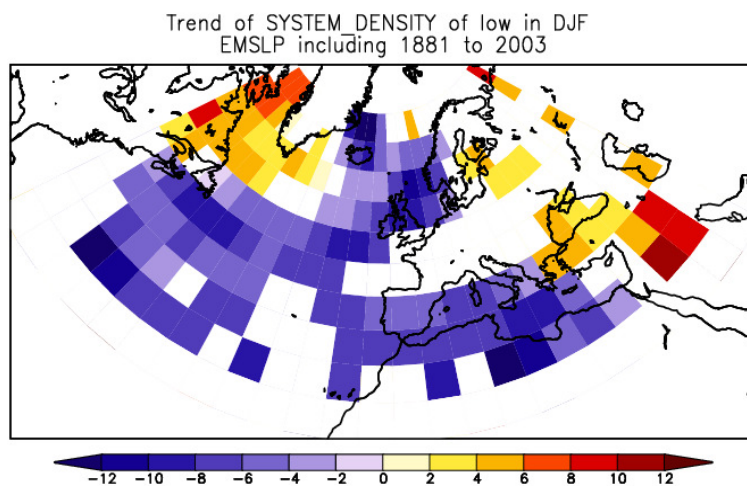 Trend of SYSTEM_DENSITY of low in DJF
EMSLP including 1881 to 2003
-12 -10 -8 -6 -4 -2 0 2 4 6 8 10 12